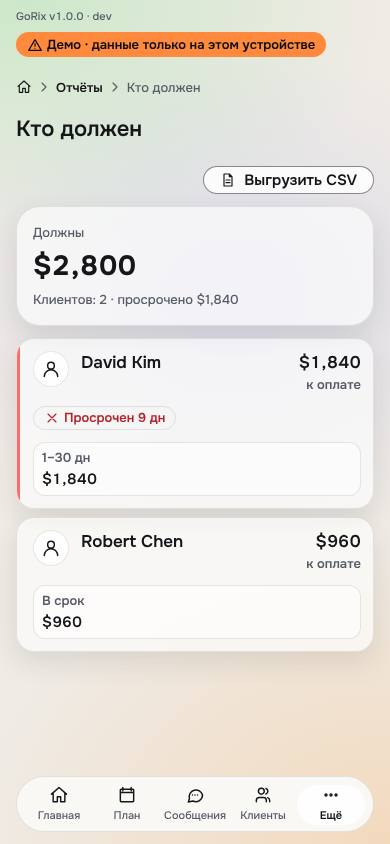 GoRix v1.0.0 · dev
Демо · данные только на этом устройстве
Отчёты > Кто должен
Кто должен
Выгрузить CSV
Должны
$2,800
Клиентов: 2 · просрочено $1,840
David Kim $1,840
к оплате
Просрочен 9 дн
1–30 дн
$1,840
Robert Chen $960
к оплате
В срок
$960
Главная План Сообщения Клиенты Ещё